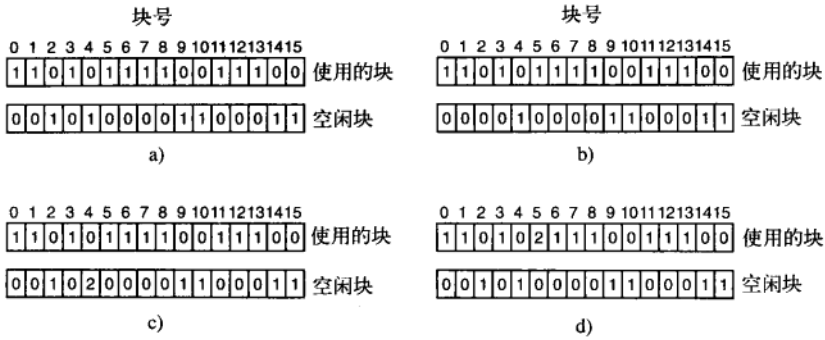 块号
0 1 2 3 4 5 6 7 8 9 10 11 12 13 14 15
1 1 0 1 0 1 1 1 1 0 0 1 1 1 0 0 使用的块
0 0 1 0 1 0 0 0 0 1 1 0 0 0 1 1 空闲块
a)
块号
0 1 2 3 4 5 6 7 8 9 10 11 12 13 14 15
1 1 0 1 0 1 1 1 1 0 0 1 1 1 0 0 使用的块
0 0 0 0 1 0 0 0 0 1 1 0 0 0 1 1 空闲块
b)
0 1 2 3 4 5 6 7 8 9 10 11 12 13 14 15
1 1 0 1 0 1 1 1 1 0 0 1 1 1 0 0 使用的块
0 0 1 0 2 0 0 0 0 1 1 0 0 0 1 1 空闲块
c)
0 1 2 3 4 5 6 7 8 9 10 11 12 13 14 15
1 1 0 1 0 2 1 1 1 0 0 1 1 1 0 0 使用的块
0 0 1 0 1 0 0 0 0 1 1 0 0 0 1 1 空闲块
d)